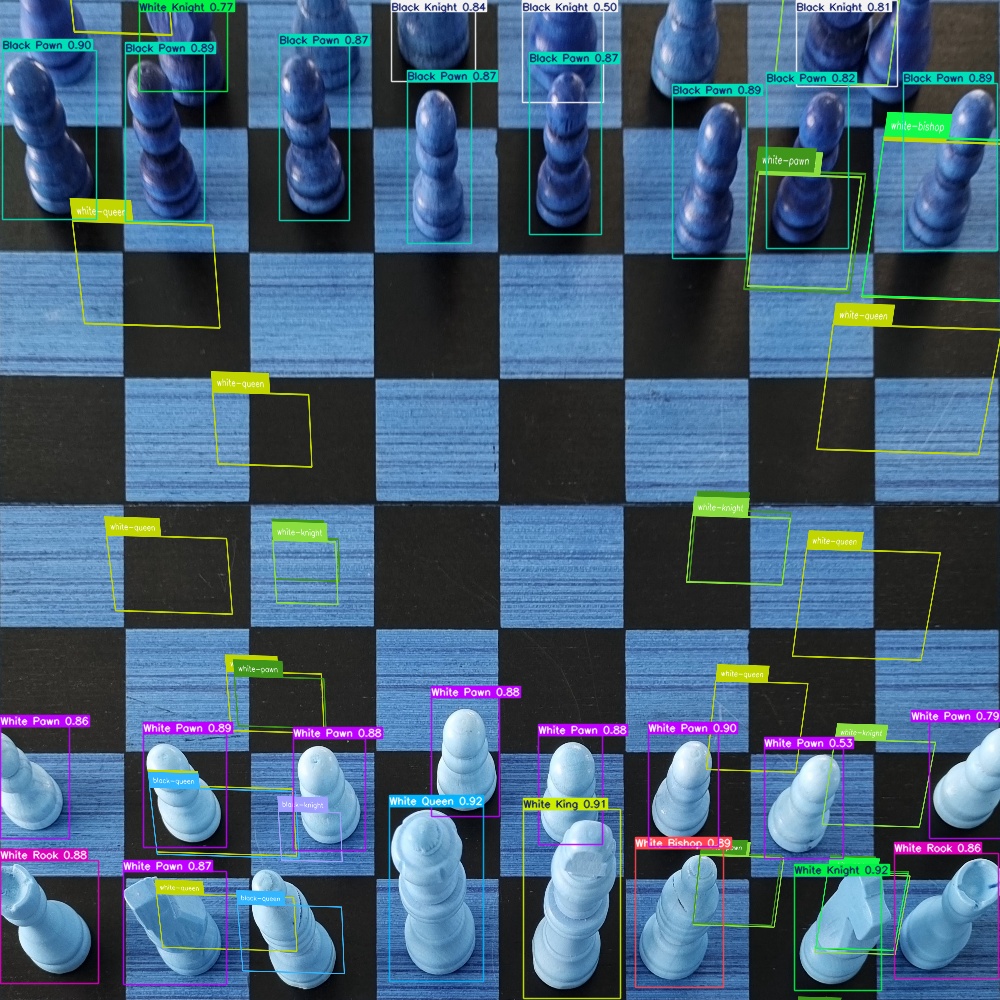 White Knight 0.77
Black Knight 0.84
Black Knight 0.50
Black Knight 0.81
Black Pawn 0.90
Black Pawn 0.89
Black Pawn 0.87
Black Pawn 0.87
Black Pawn 0.87
Black Pawn 0.89
Black Pawn 0.82
Black Pawn 0.89
white-bishop
white-pawn
white-queen
white-queen
white-queen
white-knight
white-queen
white-knight
white-queen
white-pawn
white-queen
White Pawn 0.86
White Pawn 0.89
White Pawn 0.88
White Pawn 0.88
White Pawn 0.88
White Pawn 0.90
White Pawn 0.53
white-knight
White Pawn 0.79
black-queen
black-knight
White Queen 0.92
White King 0.91
White Bishop 0.89
White Rook 0.88
White Pawn 0.87
white-queen
black-queen
White Knight 0.92
White Rook 0.86